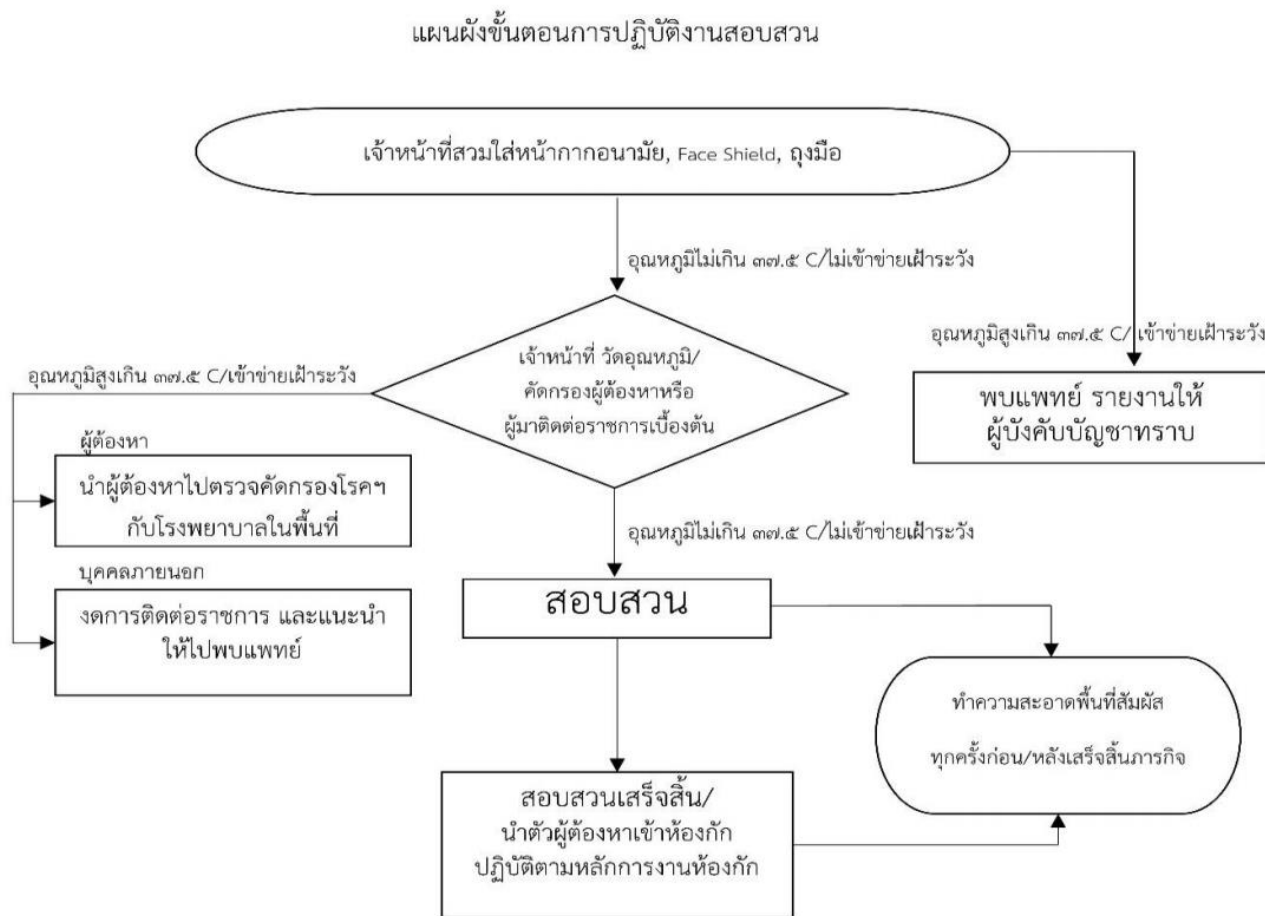 แผนผังขั้นตอนการปฏิบัติงานสอบสวน
เจ้าหน้าที่สวมใส่หน้ากากอนามัย, Face Shield, ถุงมือ
อุณหภูมิไม่เกิน ๓๗.๕ C/ไม่เข้าข่ายเฝ้าระวัง
อุณหภูมิสูงเกิน ๓๗.๕ C/ เข้าข่ายเฝ้าระวัง
พบแพทย์ รายงานให้
ผู้บังคับบัญชาทราบ
เจ้าหน้าที่ วัดอุณหภูมิ/
คัดกรองผู้ต้องหาหรือ
ผู้มาติดต่อราชการเบื้องต้น
อุณหภูมิสูงเกิน ๓๗.๕ C/เข้าข่ายเฝ้าระวัง
ผู้ต้องหา
นำผู้ต้องหาไปตรวจคัดกรองโรคฯ
กับโรงพยาบาลในพื้นที่
บุคคลภายนอก
งดการติดต่อราชการ และแนะนำ
ให้ไปพบแพทย์
อุณหภูมิไม่เกิน ๓๗.๕ C/ไม่เข้าข่ายเฝ้าระวัง
สอบสวน
ทำความสะอาดพื้นที่สัมผัส
ทุกครั้งก่อน/หลังเสร็จสิ้นภารกิจ
สอบสวนเสร็จสิ้น/
นำตัวผู้ต้องหาเข้าห้องกัก
ปฏิบัติตามหลักการงานห้องกัก